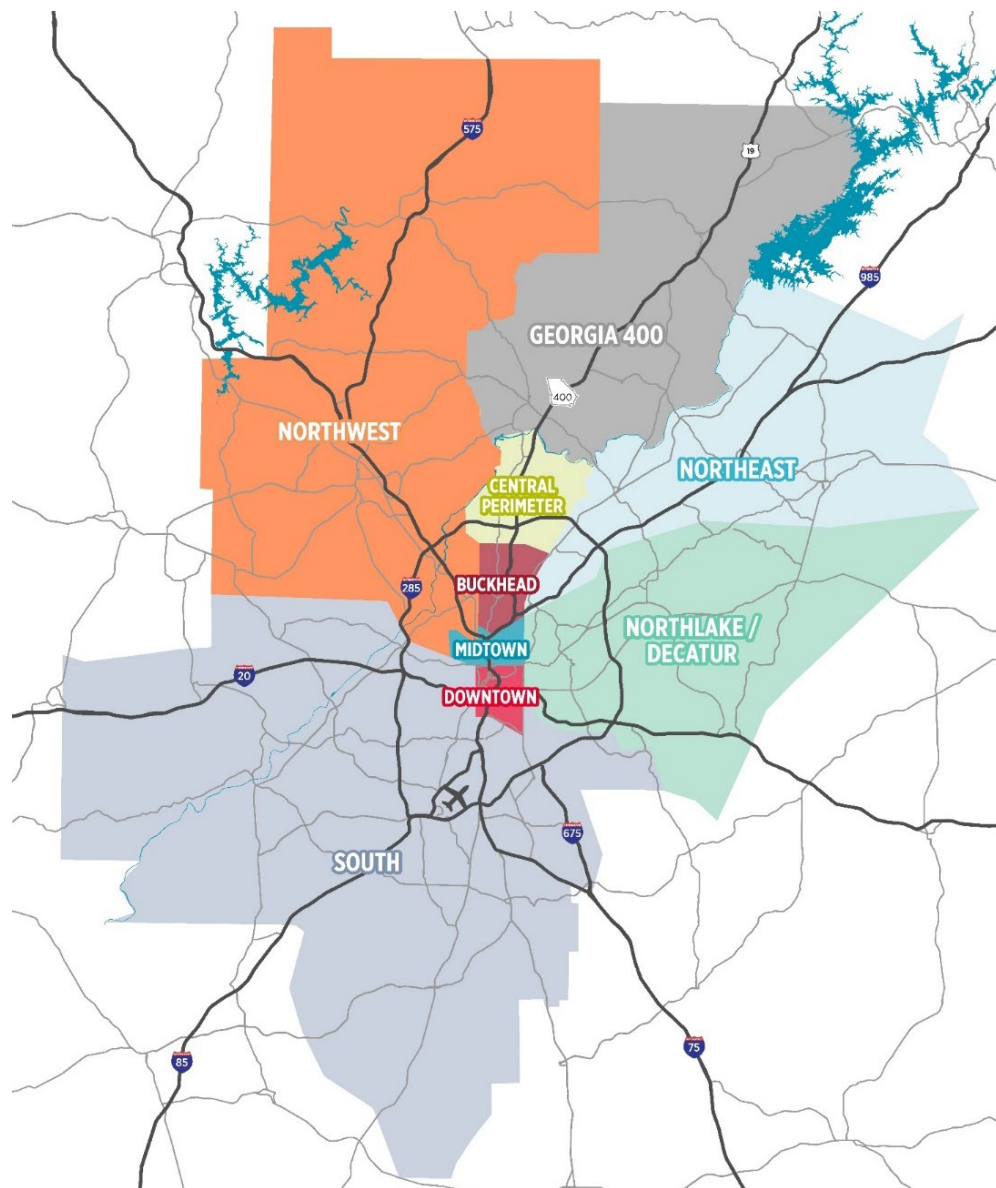 575
19
985
GEORGIA 400
400
NORTHWEST
NORTHEAST
CENTRAL
PERIMETER
285
BUCKHEAD
NORTHLAKE /
DECATUR
MIDTOWN
20
DOWNTOWN
675
SOUTH
85
75